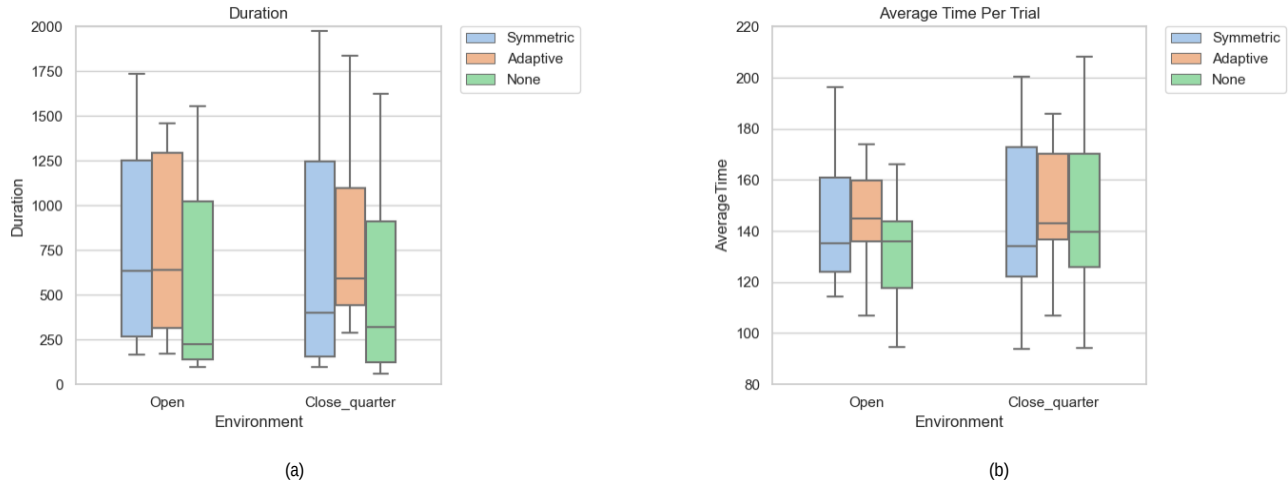 Duration
2000
1750
1500
1250
1000
750
500
250
0
Duration
Open
Close_quarter
Environment
Symmetric
Adaptive
None
(a)
Average Time Per Trial
220
200
180
160
140
120
100
80
AverageTime
Open
Close_quarter
Environment
Symmetric
Adaptive
None
(b)